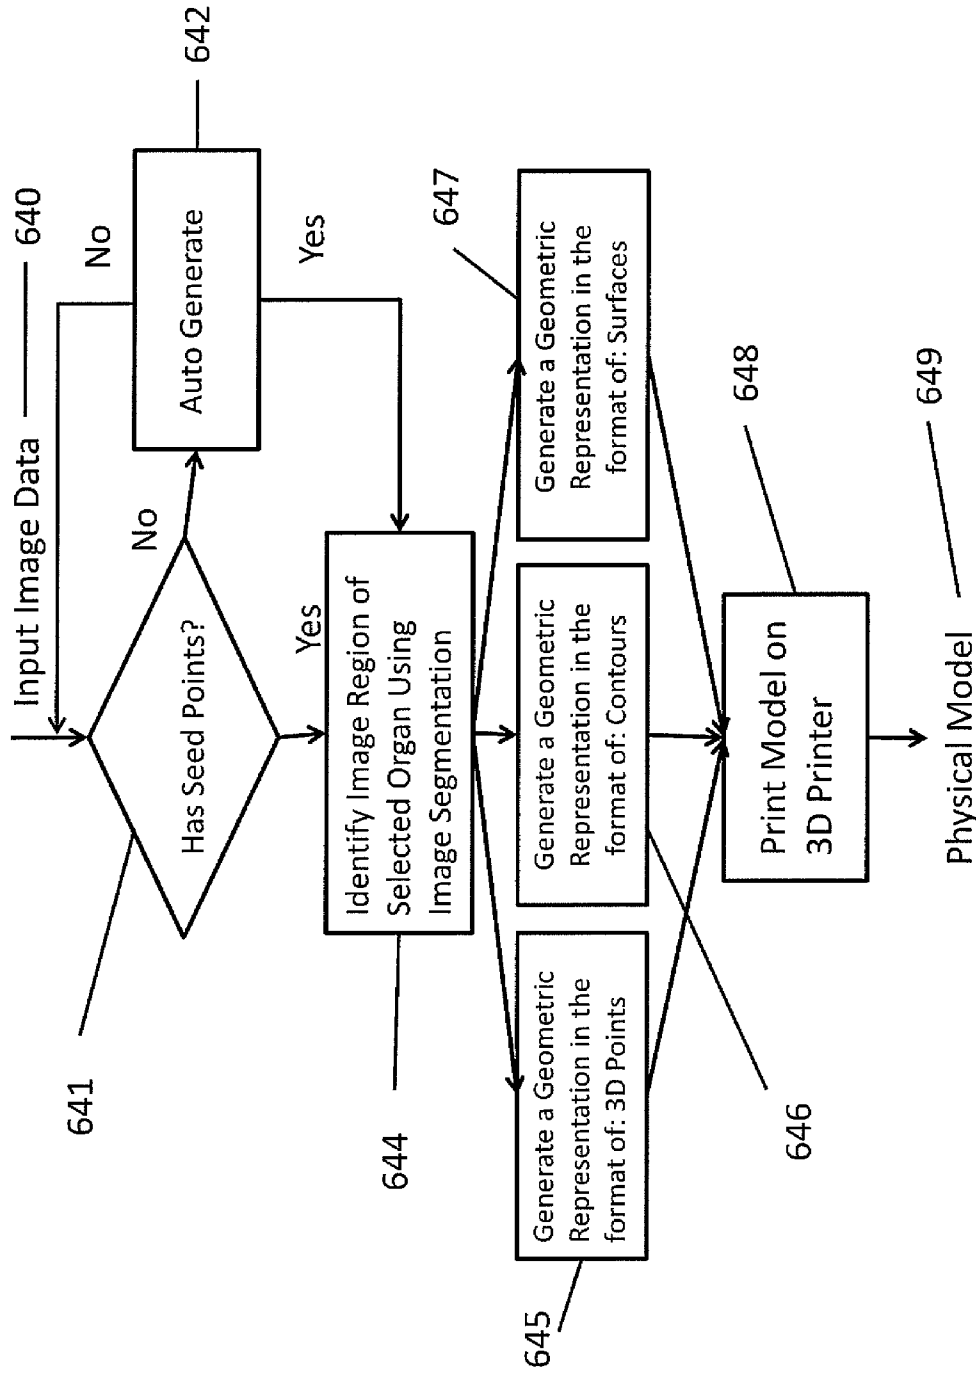 Input Image Data
640
No
642
Has Seed Points?
641
No
Auto Generate
Yes
Yes
Identify Image Region of
Selected Organ Using
Image Segmentation
644
647
Generate a Geometric
Representation in the
format of: 3D Points
645
Generate a Geometric
Representation in the
format of: Contours
646
Generate a Geometric
Representation in the
format of: Surfaces
Print Model on
3D Printer
648
Physical Model
649